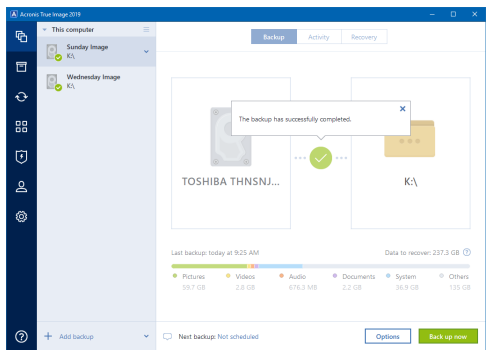 Acronis True Image 2019
This computer
Sunday Image
K:\
Wednesday Image
K:\
Backup Activity Recovery
The backup has successfully completed.
TOSHIBA THNSNJ...
K:\
Last backup: today at 9:25 AM
Data to recover: 237.3 GB
Pictures Videos Audio Documents System Others
59.7 GB 2.8 GB 676.3 MB 2.2 GB 36.9 GB 135 GB
Add backup
Next backup: Not scheduled
Options
Back up now